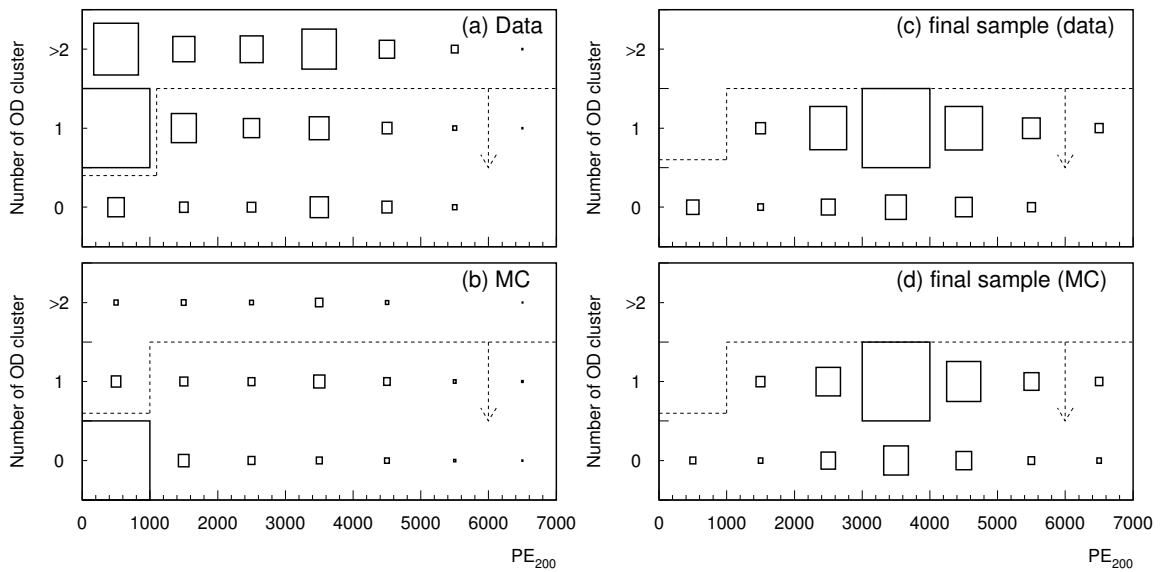 (a) Data
Number of OD cluster
>2
1
0
(c) final sample (data)
Number of OD cluster
>2
1
0
(b) MC
Number of OD cluster
>2
1
0
0 1000 2000 3000 4000 5000 6000 7000
PE200
(d) final sample (MC)
Number of OD cluster
>2
1
0
0 1000 2000 3000 4000 5000 6000 7000
PE200